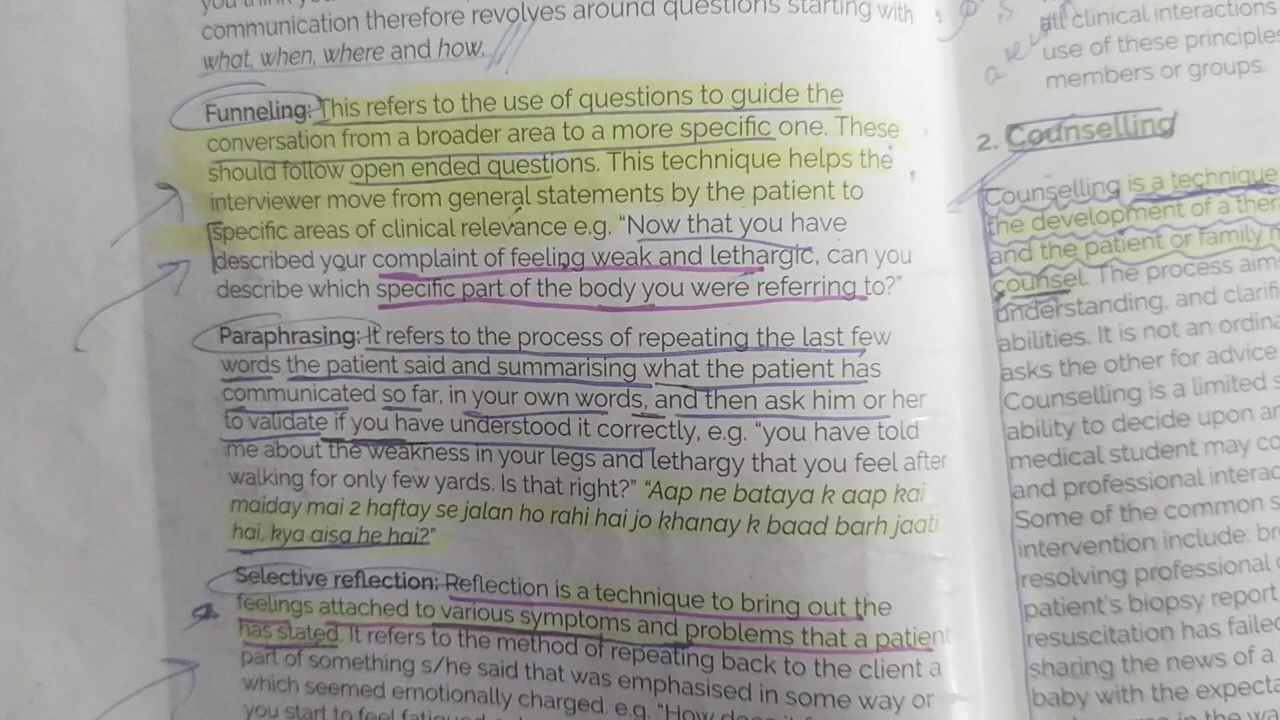 communication therefore revolves around questions starting with
what, when, where and how.
Funneling: This refers to the use of questions to guide the
conversation from a broader area to a more specific one. These
should follow open ended questions. This technique helps the
interviewer move from general statements by the patient to
specific areas of clinical relevance e.g. "Now that you have
described your complaint of feeling weak and lethargic, can you
describe which specific part of the body you were referring to?"
Paraphrasing: It refers to the process of repeating the last few
words the patient said and summarising what the patient has
communicated so far, in your own words, and then ask him or her
to validate if you have understood it correctly, e.g. "you have told
me about the weakness in your legs and lethargy that you feel after
walking for only few yards. Is that right?" "Aap ne bataya k aap kai
maiday mai 2 haftay se jalan ho rahi hai jo khanay k baad barh jaati
hai, kya aisa he hai?"
Selective reflection: Reflection is a technique to bring out the
feelings attached to various symptoms and problems that a patient
has stated. It refers to the method of repeating back to the client a
part of something s/he said that was emphasised in some way or
which seemed emotionally charged. e.g. "How
you start to feel
all clinical interactions
use of these principles
members or groups.
2. Counselling
Counselling is a technique
the development of a ther
and the patient or family m
counsel. The process aim
understanding, and clarifi
abilities. It is not an ordina
asks the other for advice
Counselling is a limited s
ability to decide upon an
medical student may co
and professional interac
Some of the common s
intervention include: br
resolving professional
patient's biopsy report
resuscitation has failed
sharing the news of a
baby with the expecta